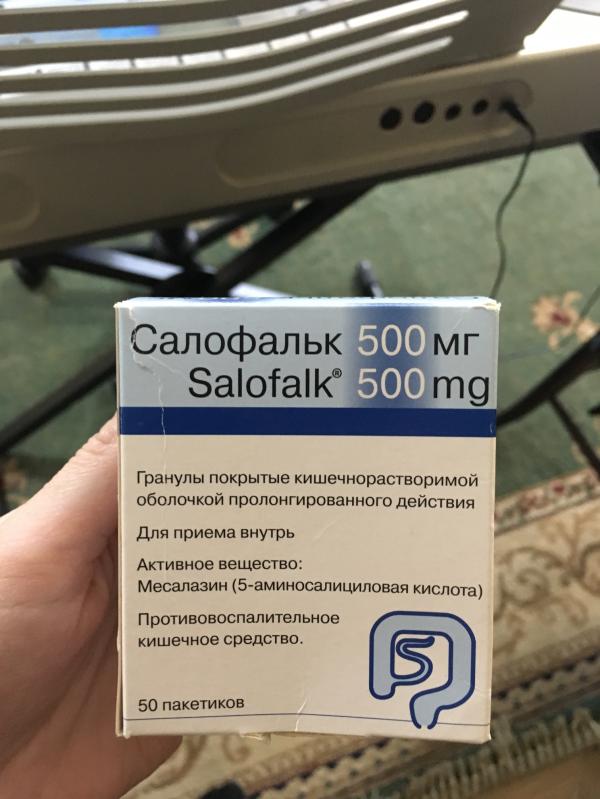 Салофальк 500 мг
Salofalk® 500 mg
Гранулы покрытые кишечнорастворимой
оболочкой пролонгированного действия
Для приема внутрь
Активное вещество:
Месалазин (5-аминосалициловая кислота)
Противовоспалительное
кишечное средство.
50 пакетиков